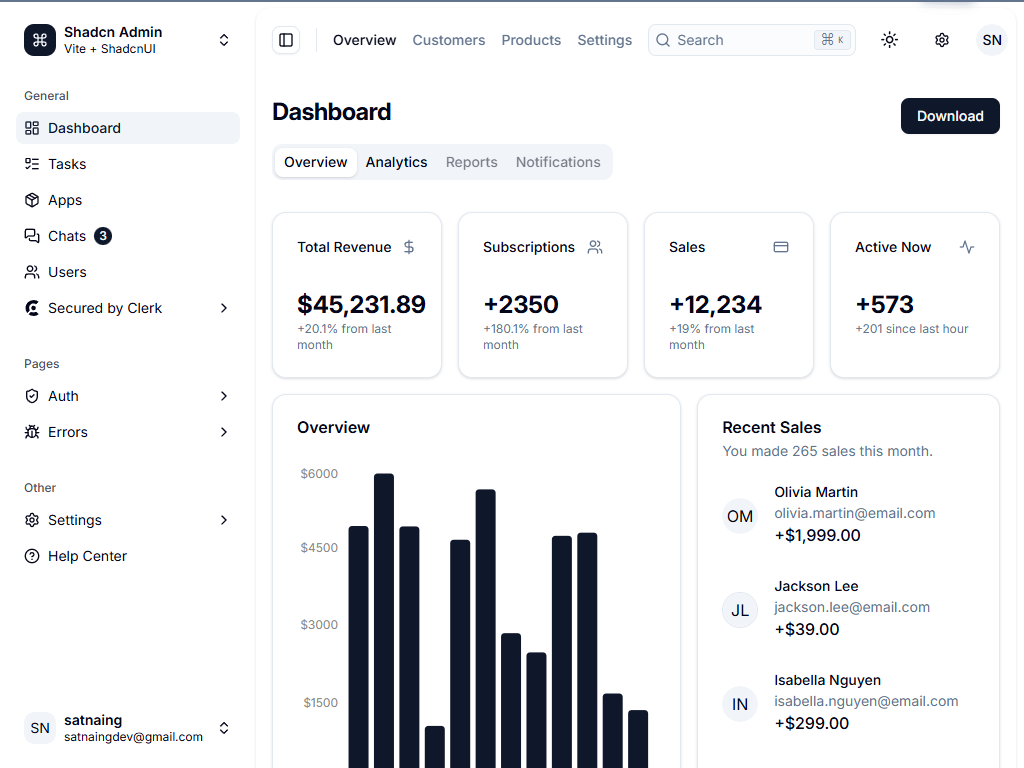 Shadcn Admin
Vite + ShadcnUI
General
Dashboard
Tasks
Apps
Chats 3
Users
Secured by Clerk
Pages
Auth
Errors
Other
Settings
Help Center
SN
satnaing
satnaingdev@gmail.com
Overview Customers Products Settings
Search ⌘ K
SN
Dashboard
Download
Overview Analytics Reports Notifications
Total Revenue
$45,231.89
+20.1% from last
month
Subscriptions
+2350
+180.1% from last
month
Sales
+12,234
+19% from last
month
Active Now
+573
+201 since last hour
Overview
$6000
$4500
$3000
$1500
Recent Sales
You made 265 sales this month.
OM
Olivia Martin
olivia.martin@email.com
+$1,999.00
JL
Jackson Lee
jackson.lee@email.com
+$39.00
IN
Isabella Nguyen
isabella.nguyen@email.com
+$299.00